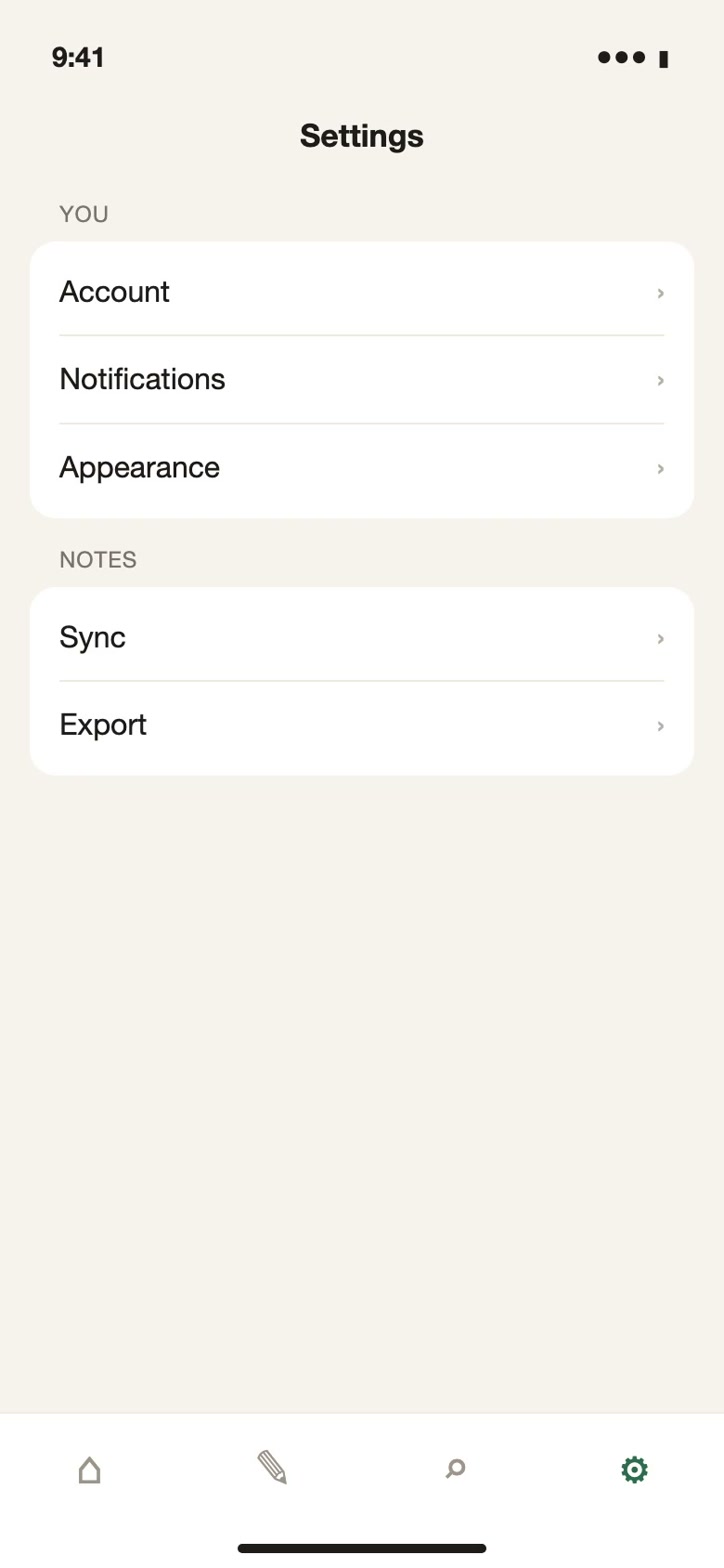 9:41
Settings
YOU
Account
Notifications
Appearance
NOTES
Sync
Export